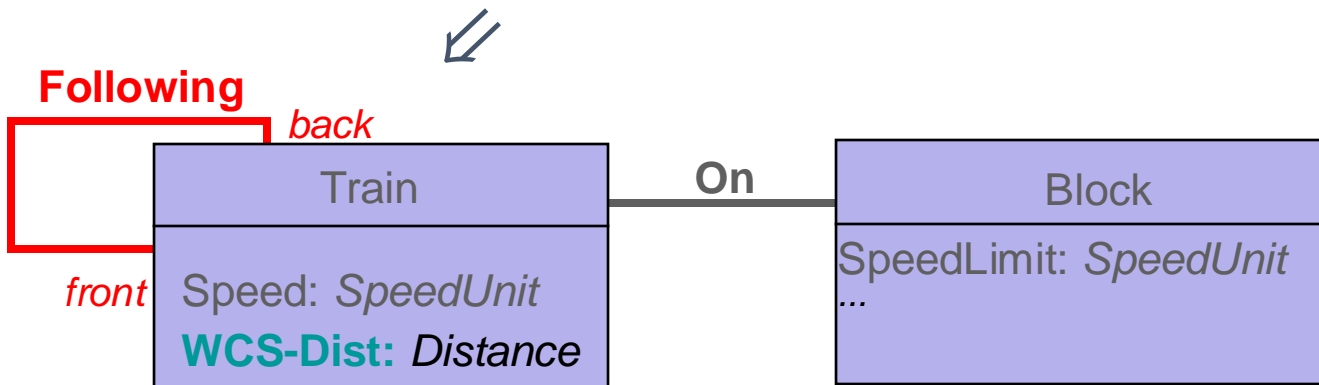 Following
back
Train
On
Block
front
Speed: SpeedUnit
WCS-Dist: Distance
SpeedLimit: SpeedUnit
...